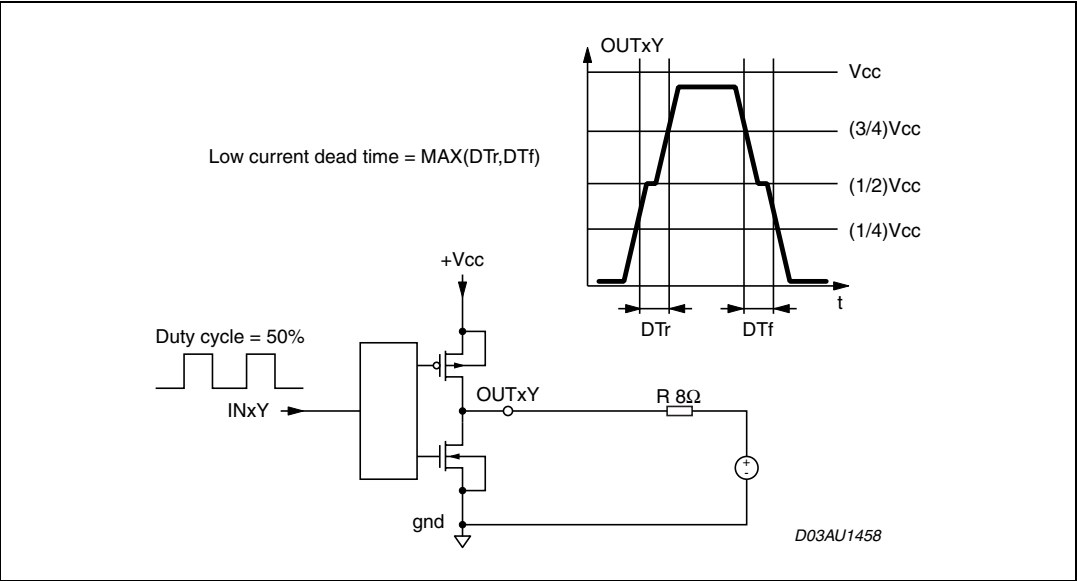 OUTxY
Vcc
(3/4)Vcc
Low current dead time = MAX(DTr,DTf)
(1/2)Vcc
(1/4)Vcc
+Vcc
t
DTr
DTf
Duty cycle = 50%
OUTxY
R 8Ω
INxY
+
-
gnd
D03AU1458